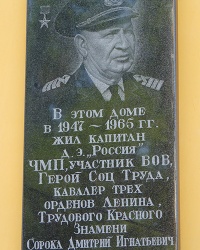 В этом доме
в 1947 ~ 1965 гг.
жил капитан
д.э. „Россия"
ЧМП, участник ВОВ,
Герой Соц Труда,
кавалер трех
орденов Ленина,
Трудового Красного
Знамени
Сорока Дмитрий Игнатьевич.